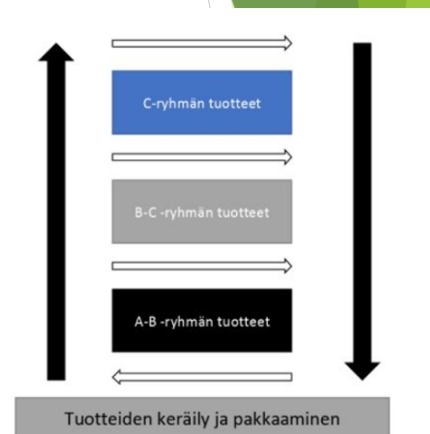 C-ryhmän tuotteet
B-C -ryhmän tuotteet
A-B -ryhmän tuotteet
Tuotteiden keräily ja pakkaaminen